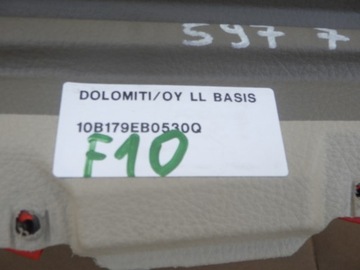 597 7
DOLOMITI/OY LL BASIS
10B179EB0530Q
F10